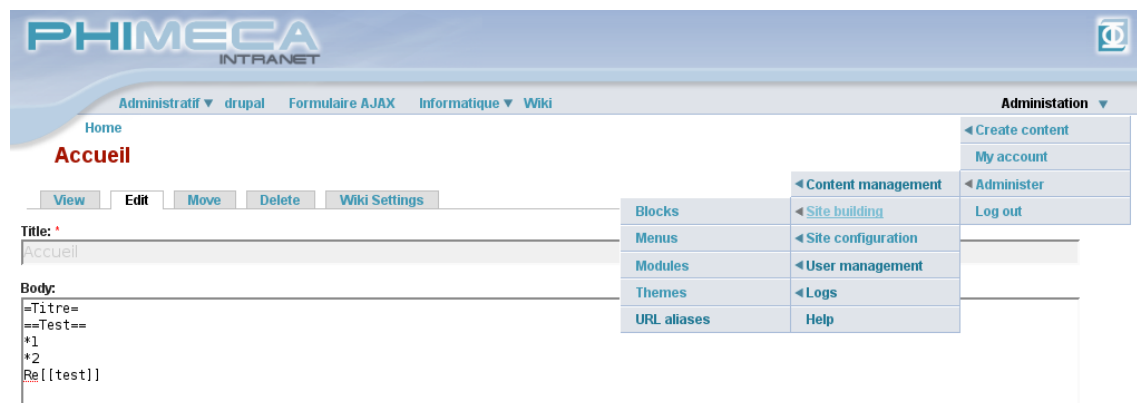 PHIMECA
INTRANET
Administratif drupal Formulaire AJAX Informatique Wiki Administation
Home
Accueil
Create content
My account
Administer
Log out
Content management
Site building
Site configuration
User management
Logs
Help
Blocks
Menus
Modules
Themes
URL aliases
View Edit Move Delete Wiki Settings
Title: *
Accueil
Body:
=Titre=
==Test==
*1
*2
Re[[test]]